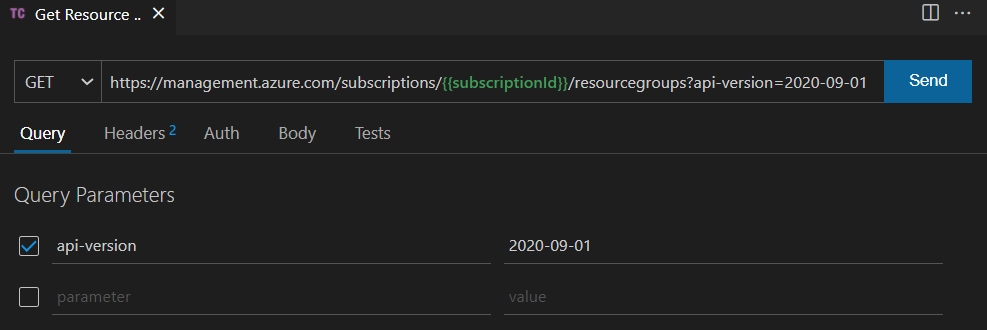 TC Get Resource ..
GET https://management.azure.com/subscriptions/{{subscriptionId}}/resourcegroups?api-version=2020-09-01 Send
Query Headers 2 Auth Body Tests
Query Parameters
api-version 2020-09-01
parameter value